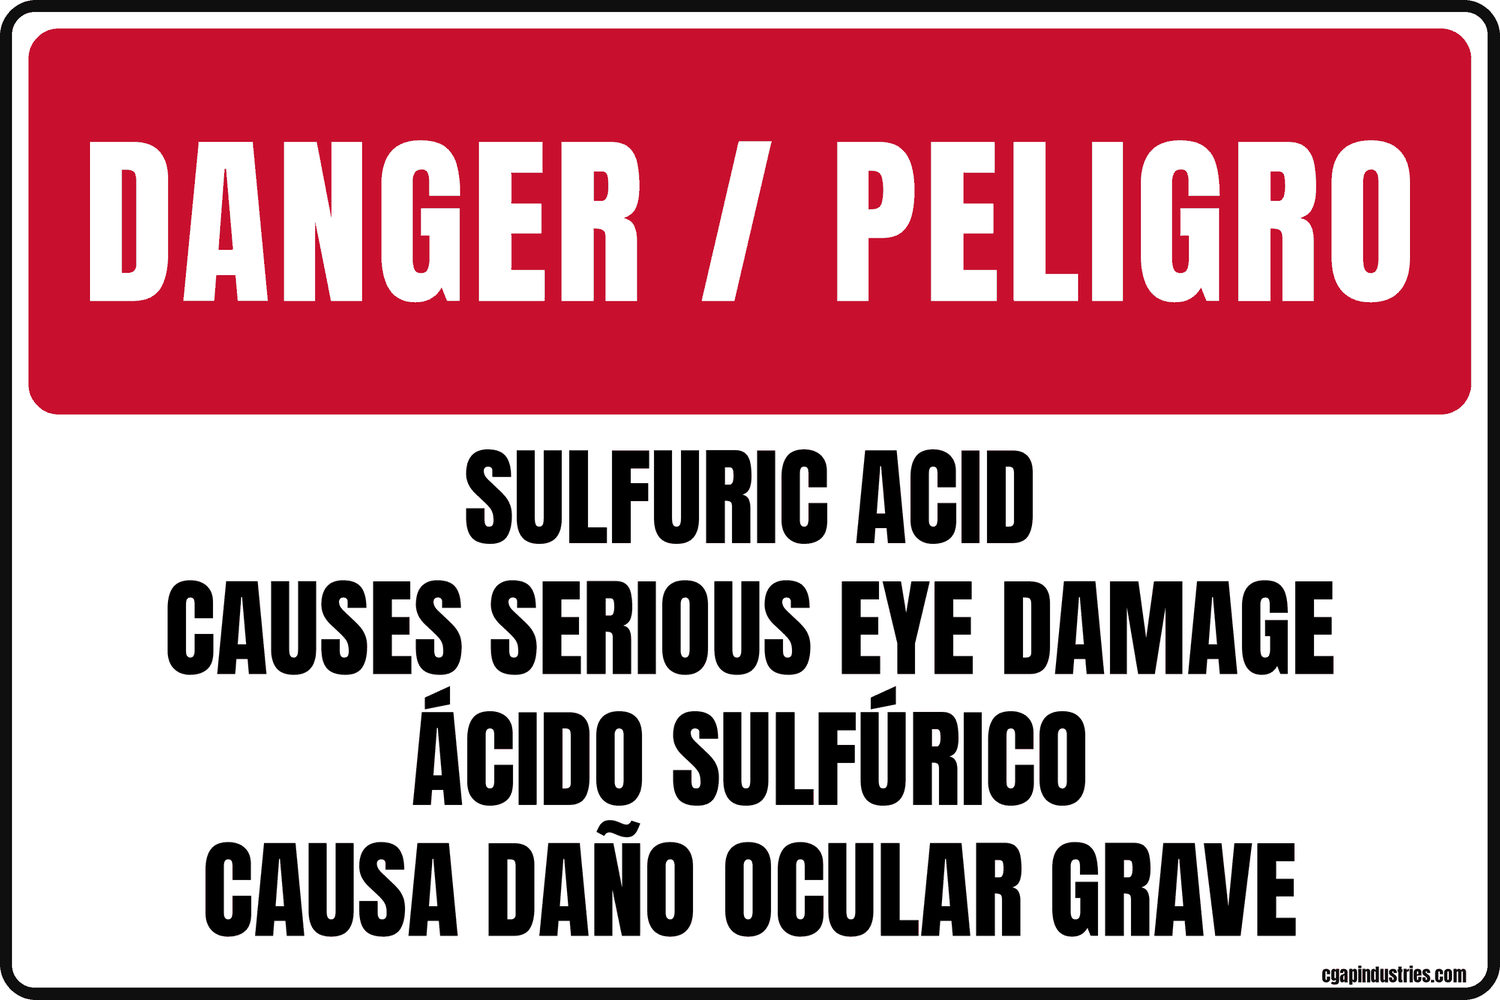 DANGER / PELIGRO
SULFURIC ACID
CAUSES SERIOUS EYE DAMAGE
ÁCIDO SULFÚRICO
CAUSA DAÑO OCULAR GRAVE
cgapindustries.com